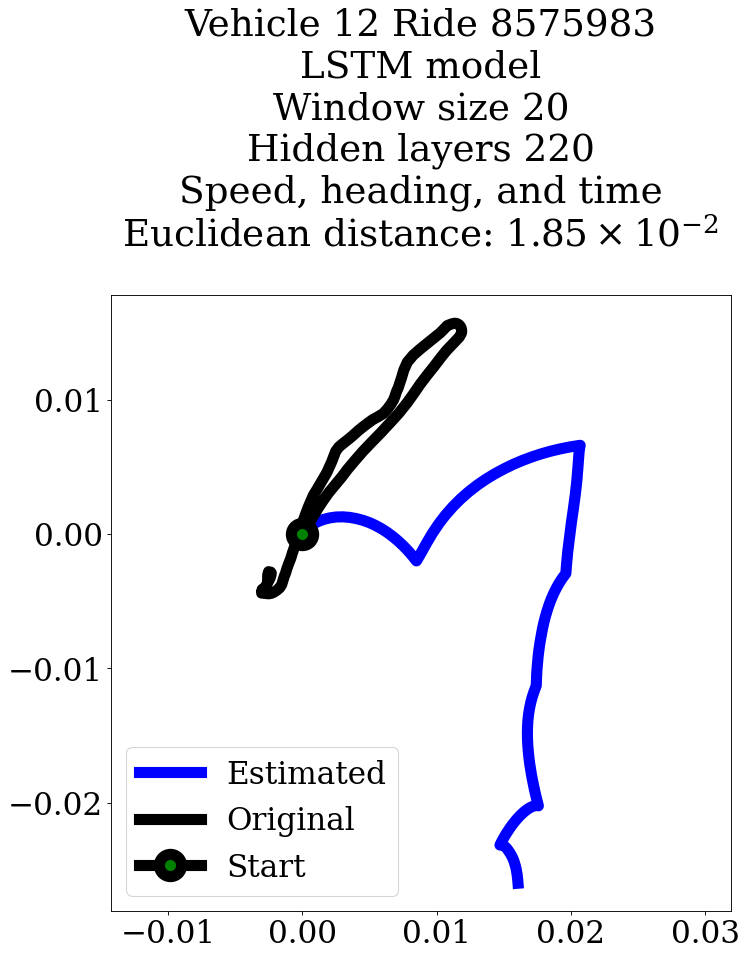 Vehicle 12 Ride 8575983
LSTM model
Window size 20
Hidden layers 220
Speed, heading, and time
Euclidean distance: 1.85 × 10⁻²
0.01
0.00
−0.01
−0.02
Estimated
Original
Start
−0.01 0.00 0.01 0.02 0.03